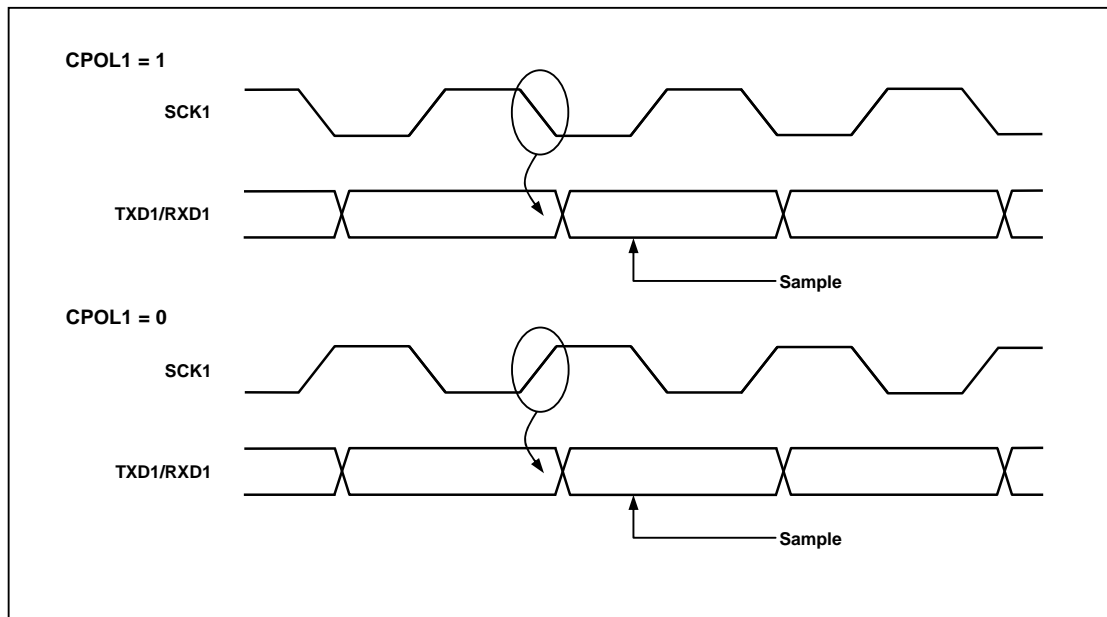 CPOL1 = 1
SCK1
TXD1/RXD1
Sample
CPOL1 = 0
SCK1
TXD1/RXD1
Sample